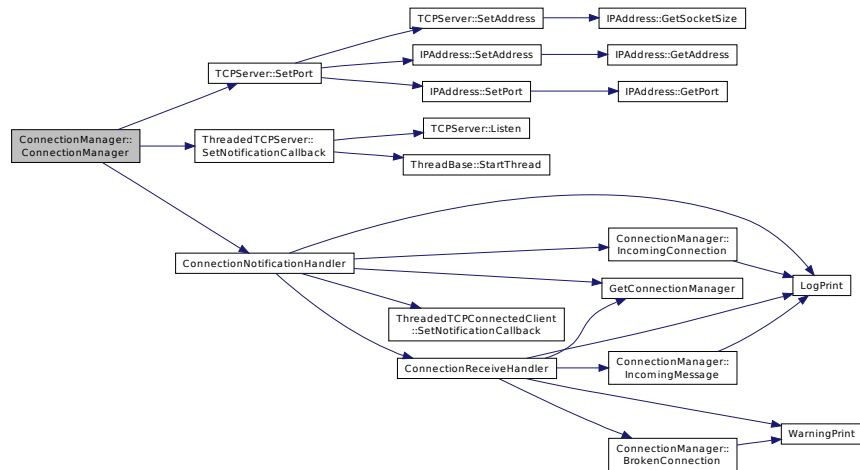 TCPServer::SetAddress
IPAddress::GetSocketSize
IPAddress::SetAddress
IPAddress::GetAddress
TCPServer::SetPort
IPAddress::SetPort
IPAddress::GetPort
TCPServer::Listen
ConnectionManager::
ConnectionManager
ThreadedTCPServer::
SetNotificationCallback
ThreadBase::StartThread
ConnectionManager::
IncomingConnection
ConnectionNotificationHandler
GetConnectionManager
LogPrint
ThreadedTCPConnectedClient
::SetNotificationCallback
ConnectionReceiveHandler
ConnectionManager::
IncomingMessage
WarningPrint
ConnectionManager::
BrokenConnection